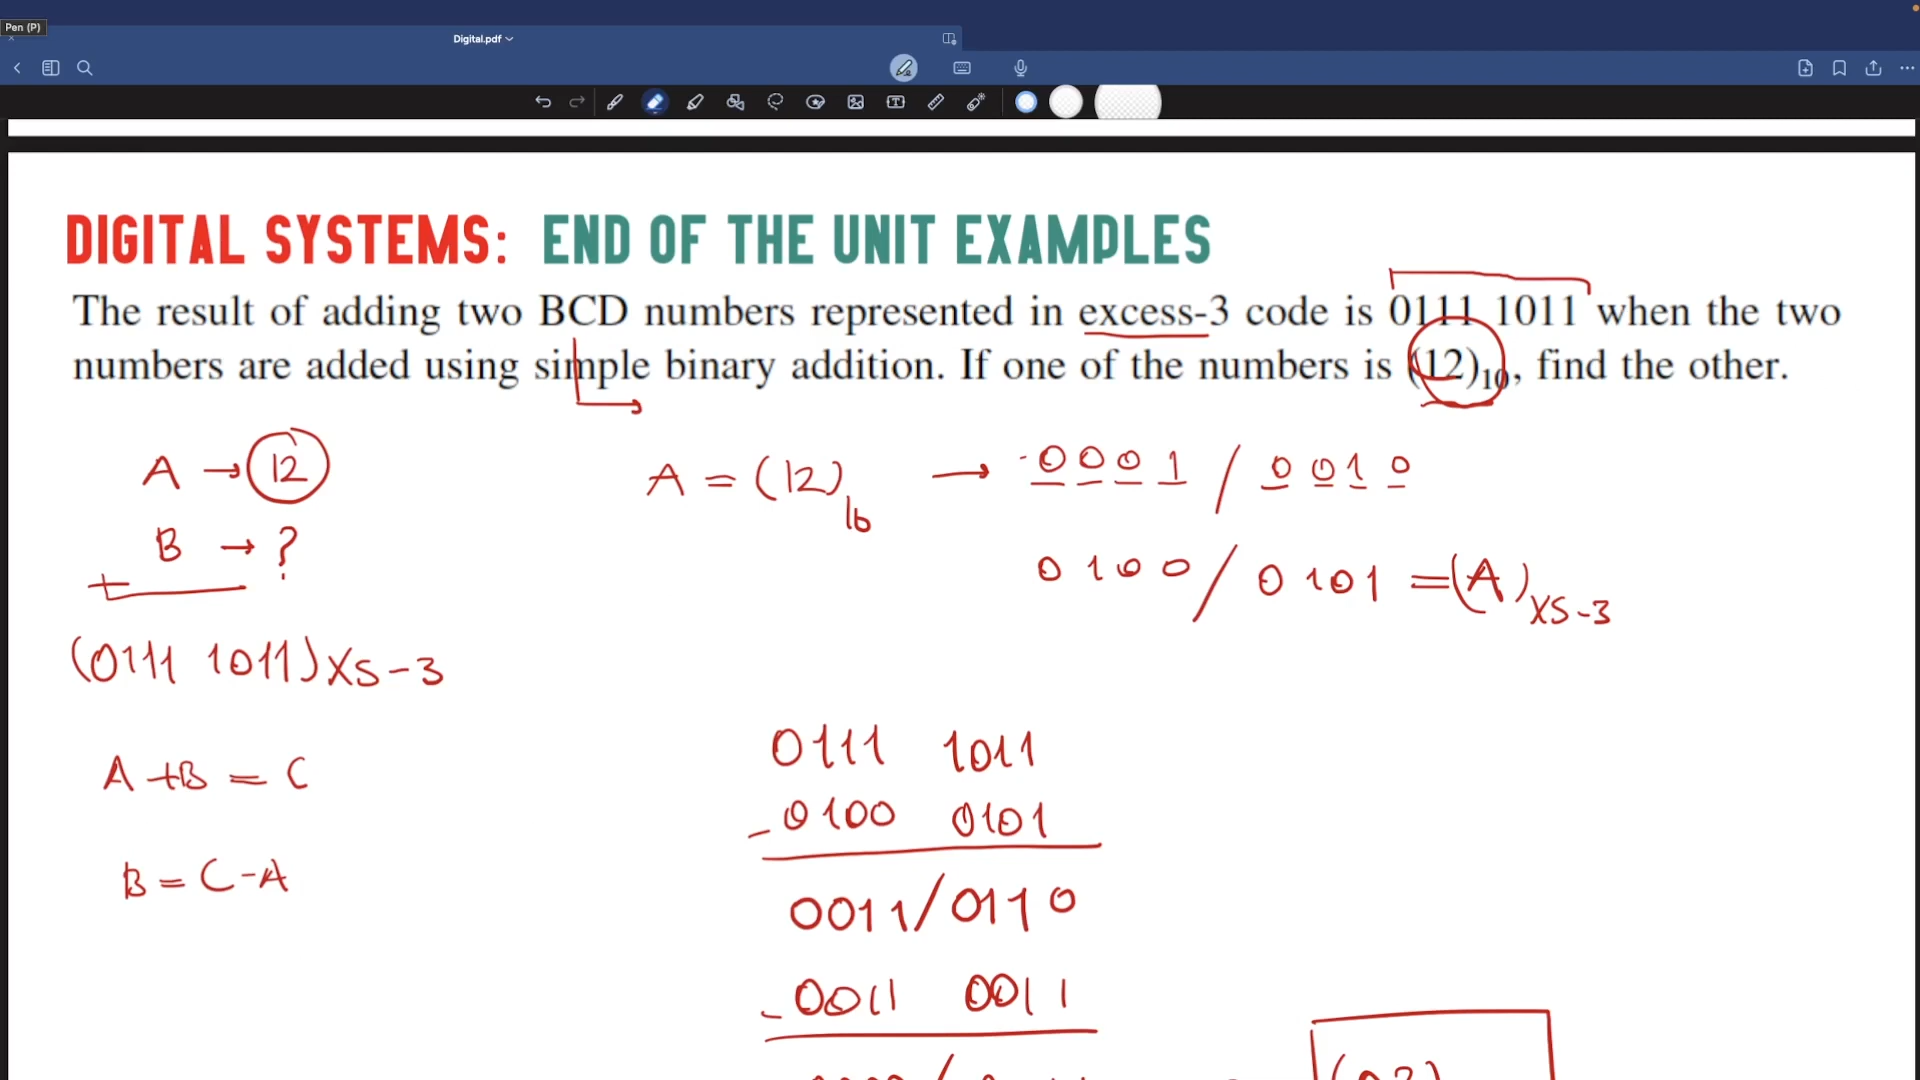 Pen (P)
Digital.pdf
DIGITAL SYSTEMS: END OF THE UNIT EXAMPLES
The result of adding two BCD numbers represented in excess-3 code is 0111 1011 when the two
numbers are added using simple binary addition. If one of the numbers is (12)10, find the other.
A → 12
B → ?
+
(0111 1011) XS-3
A + B = C
B = C - A
A = (12)10 → 0001 / 0010
0100 / 0101 = (A)XS-3
0111 1011
- 0100 0101
0011 / 0110
- 0011 0011